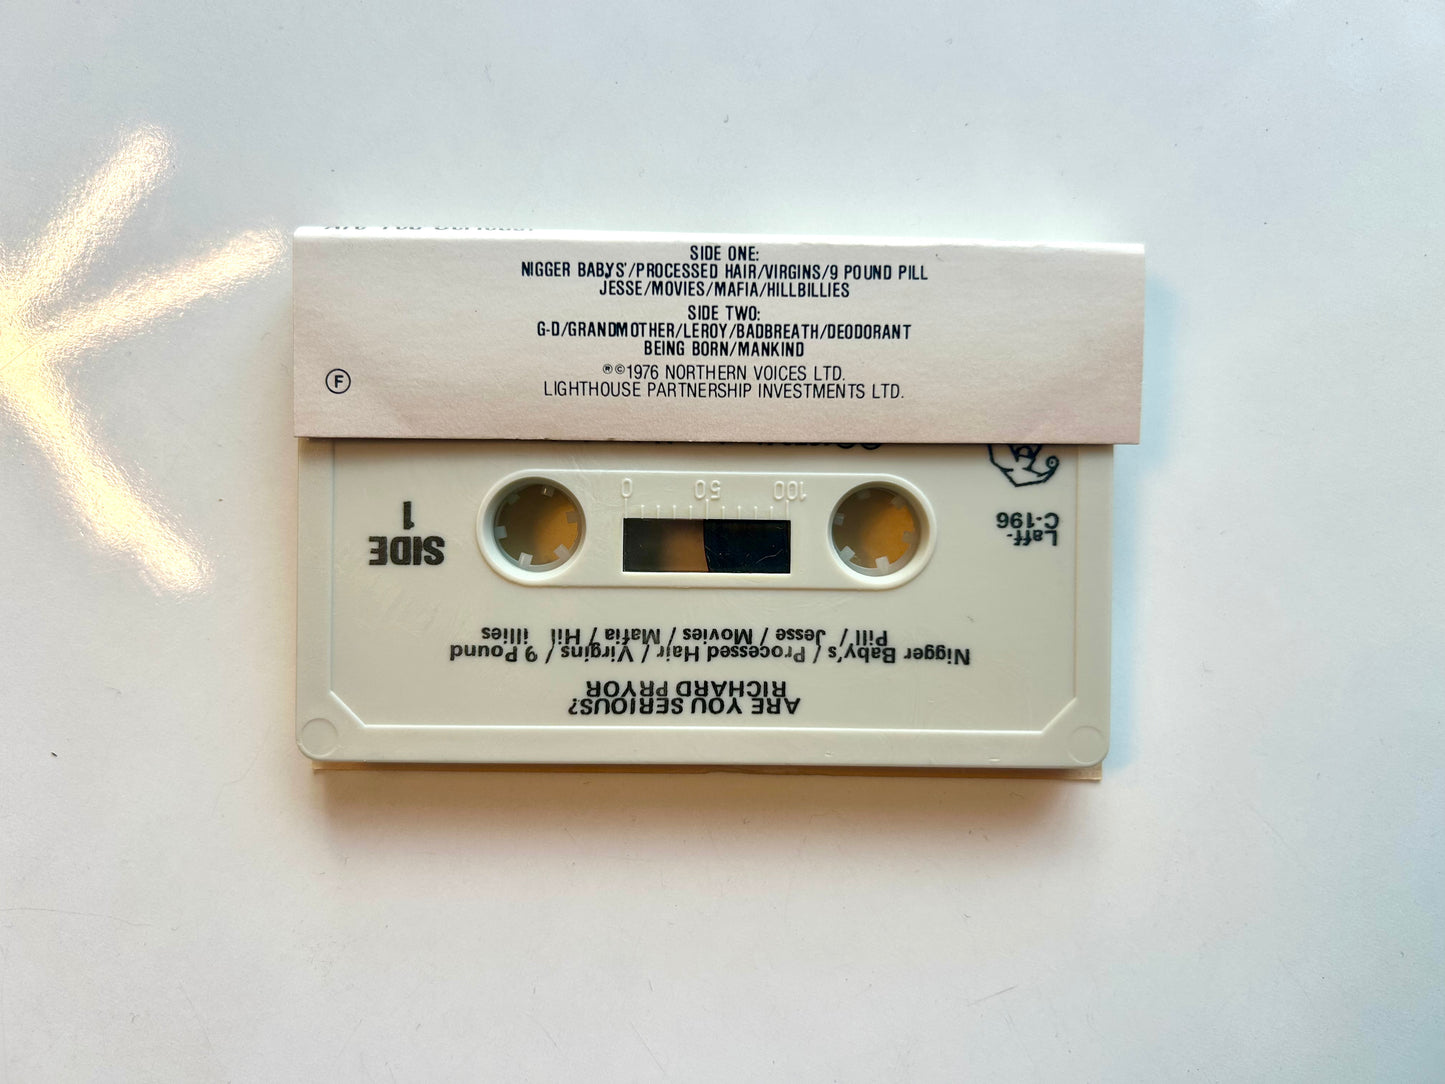 SIDE ONE:
NIGGER BABYS'/PROCESSED HAIR/VIRGINS/9 POUND PILL
JESSE/MOVIES/MAFIA/HILLBILLIES
SIDE TWO:
G-D/GRANDMOTHER/LEROY/BADBREATH/DEODORANT
BEING BORN/MANKIND
®©1976 NORTHERN VOICES LTD.
LIGHTHOUSE PARTNERSHIP INVESTMENTS LTD.
F
ARE YOU SERIOUS?
RICHARD PRYOR
Nigger Baby's / Processed Hair / Virgins / 9 Pound
Pill / Jesse / Movies / Mafia / Hil illies
Laff-
C-196
SIDE
1
100 50 0